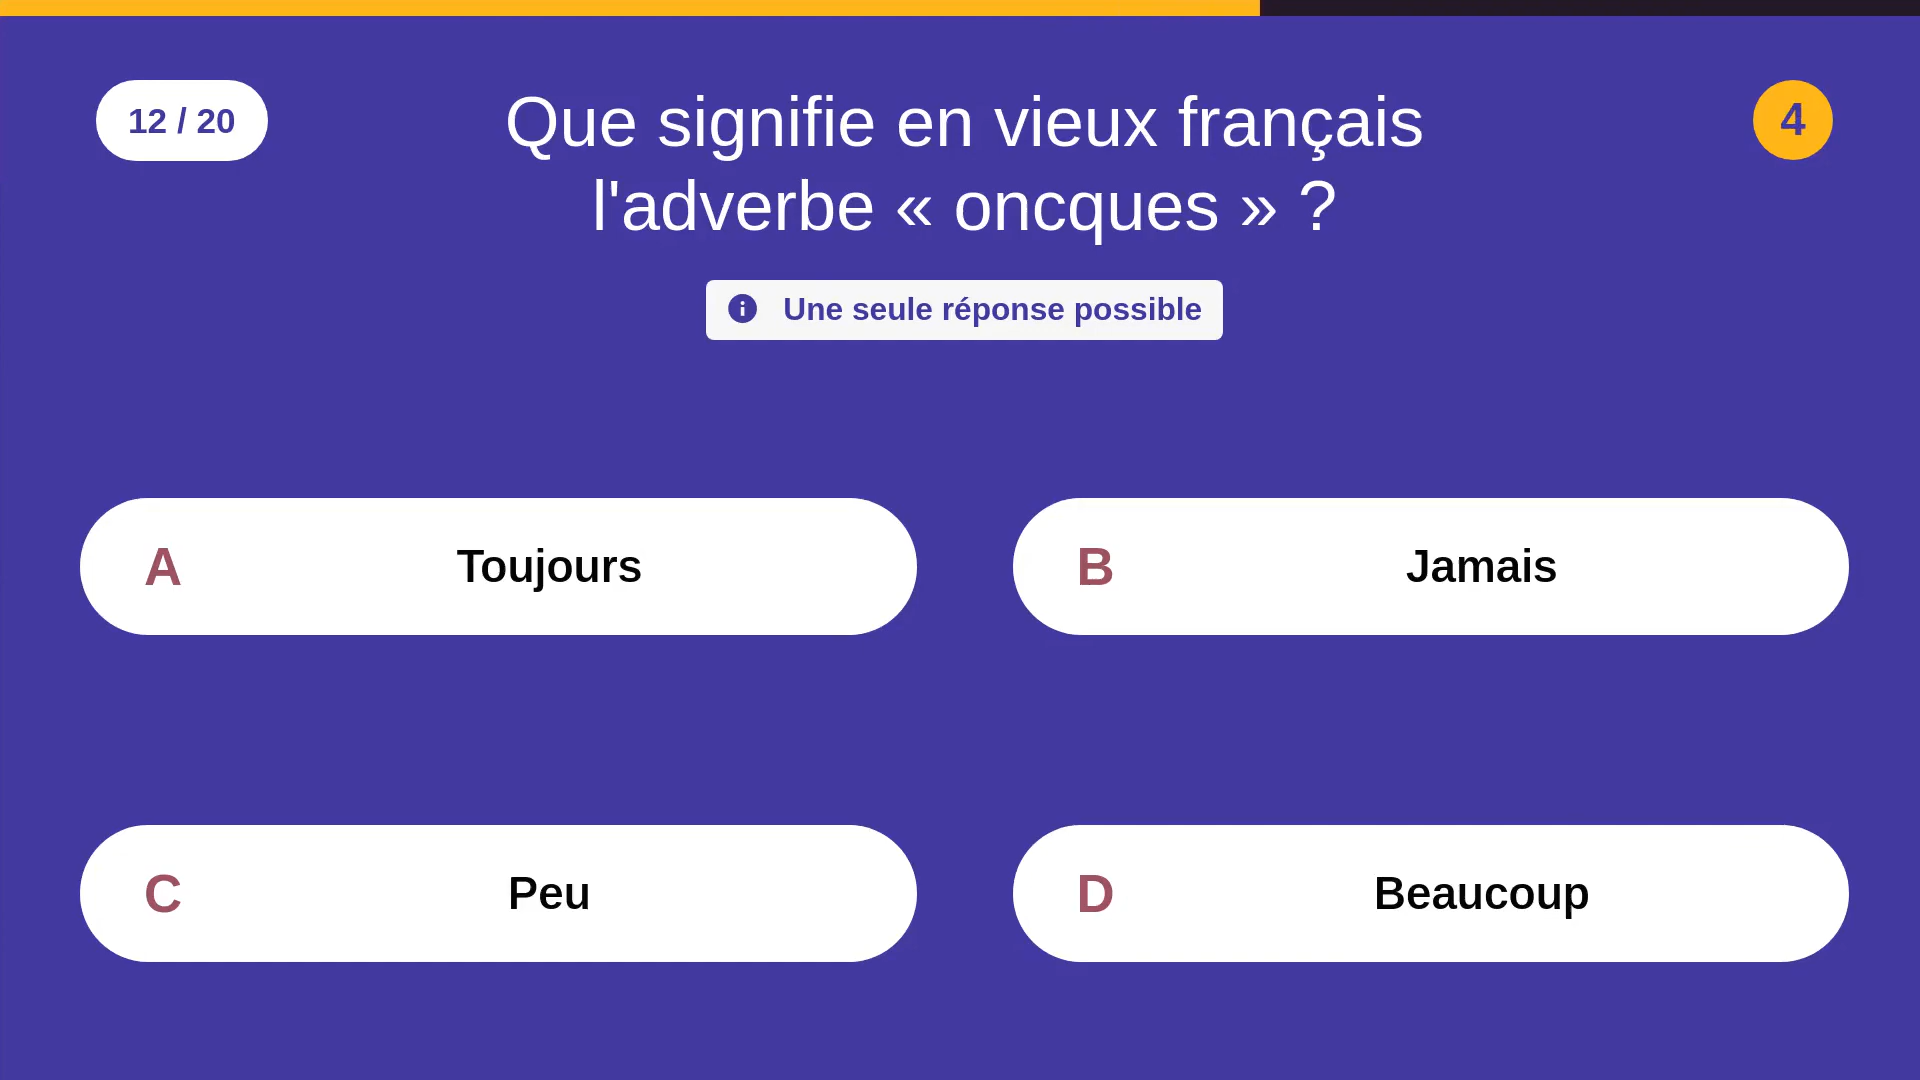 12 / 20
Que signifie en vieux français
l'adverbe « oncques » ?
4
Une seule réponse possible
A Toujours
B Jamais
C Peu
D Beaucoup